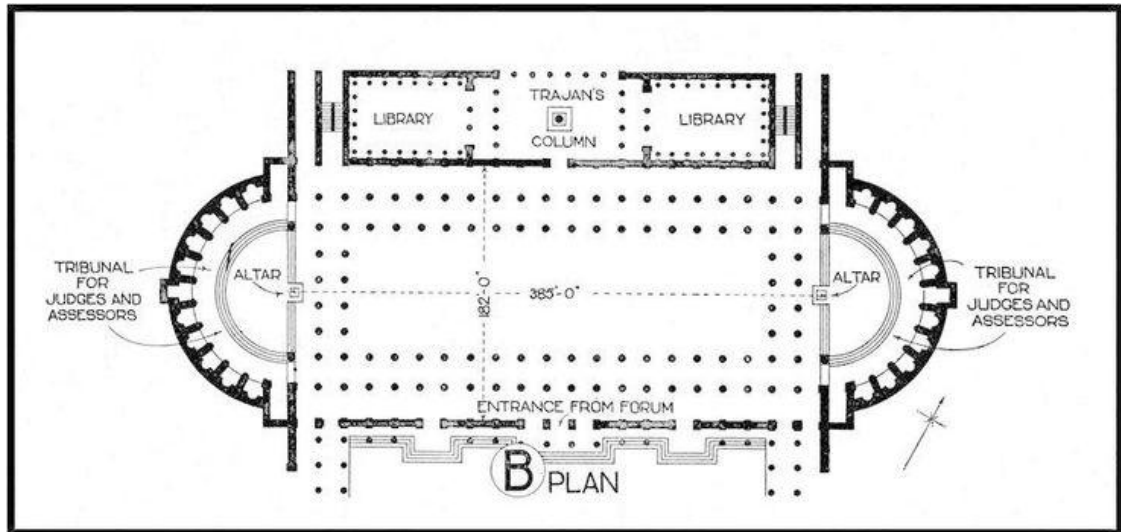 TRAJAN'S
COLUMN
LIBRARY
LIBRARY
TRIBUNAL
FOR
JUDGES AND
ASSESSORS
ALTAR
182'-0"
385'-0"
ALTAR
TRIBUNAL
FOR
JUDGES AND
ASSESSORS
ENTRANCE FROM FORUM
B PLAN